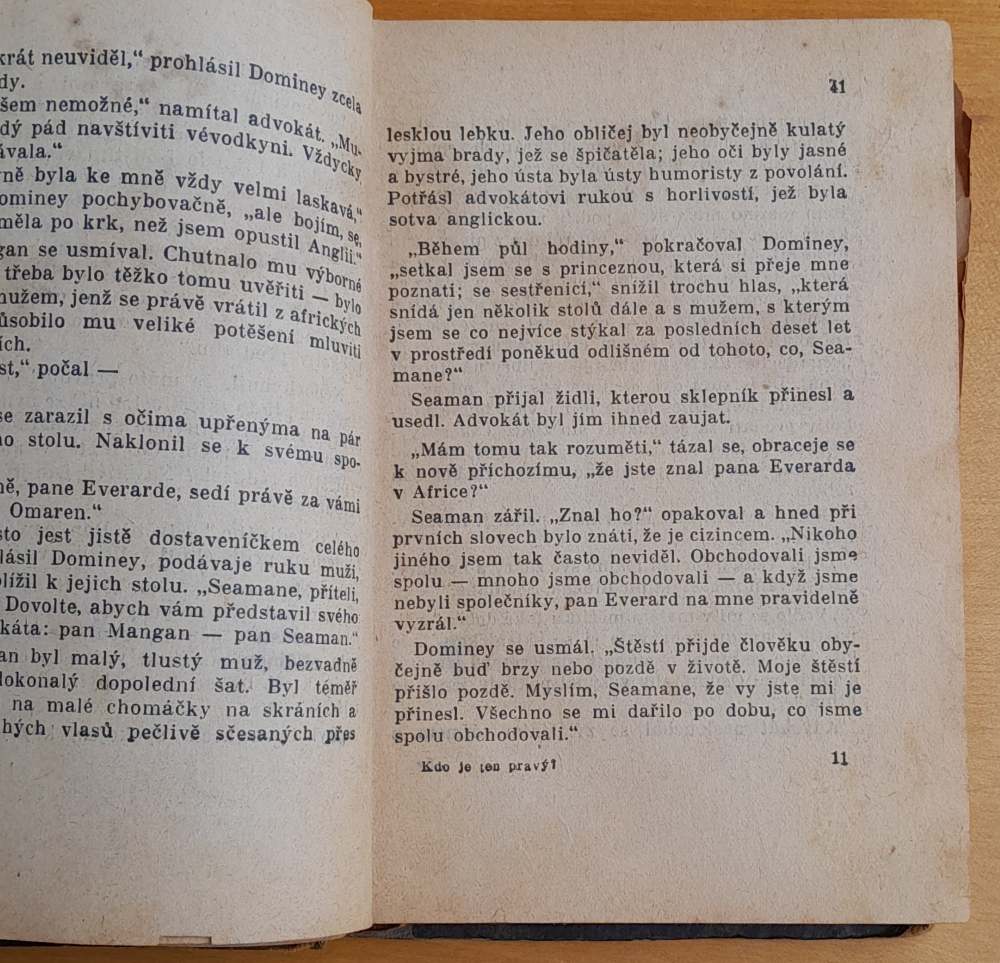 krát neuviděl,“ prohlásil Dominey zcela
dy.
šem nemožné,“ namítal advokát. „Mu-
dý pád navštíviti vévodkyni. Vždycky
ávala.“
ně byla ke mně vždy velmi laskavá,“
ominey pochybovačně, „ale bojím, se,
měla po krk, než jsem opustil Anglii.“
gan se usmíval. Chutnalo mu výborné
třeba bylo těžko tomu uvěřiti — bylo
mužem, jenž se právě vrátil z afrických
ůsobilo mu veliké potěšení mluviti
ích.
st,“ počal —
se zarazil s očima upřenýma na pár
ho stolu. Naklonil se k svému spo-
ně, pane Everarde, sedí právě za vámi
Omaren.“
sto jest jistě dostaveníčkem celého
lásil Dominey, podávaje ruku muži,
lížil k jejich stolu. „Seamane, příteli,
Dovolte, abych vám představil svého
káta: pan Mangan — pan Seaman.“
an byl malý, tlustý muž, bezvadně
dokonalý dopolední šat. Byl téměř
na malé chomáčky na skráních a
hých vlasů pečlivě sčesaných přes
41
lesklou lebku. Jeho obličej byl neobyčejně kulatý
vyjma brady, jež se špičatěla; jeho oči byly jasné
a bystré, jeho ústa byla ústy humoristy z povolání.
Potřásl advokátovi rukou s horlivostí, jež byla
sotva anglickou.
„Během půl hodiny,“ pokračoval Dominey,
„setkal jsem se s princeznou, která si přeje mne
poznati; se sestřenicí,“ snížil trochu hlas, „která
snídá jen několik stolů dále a s mužem, s kterým
jsem se co nejvíce stýkal za posledních deset let
v prostředí poněkud odlišném od tohoto, co, Sea-
mane?“
Seaman přijal židli, kterou sklepník přinesl a
usedl. Advokát byl jím ihned zaujat.
„Mám tomu tak rozuměti,“ tázal se, obraceje se
k nově příchozímu, „že jste znal pana Everarda
v Africe?“
Seaman zářil. „Znal ho?“ opakoval a hned při
prvních slovech bylo znáti, že je cizincem. „Nikoho
jiného jsem tak často neviděl. Obchodovali jsme
spolu — mnoho jsme obchodovali — a když jsme
nebyli společníky, pan Everard na mne pravidelně
vyzrál.“
Dominey se usmál. „Štěstí přijde člověku oby-
čejně buď brzy nebo pozdě v životě. Moje štěstí
přišlo pozdě. Myslím, Seamane, že vy jste mi je
přinesl. Všechno se mi dařilo po dobu, co jsme
spolu obchodovali.“
Kdo je ten pravý?
11